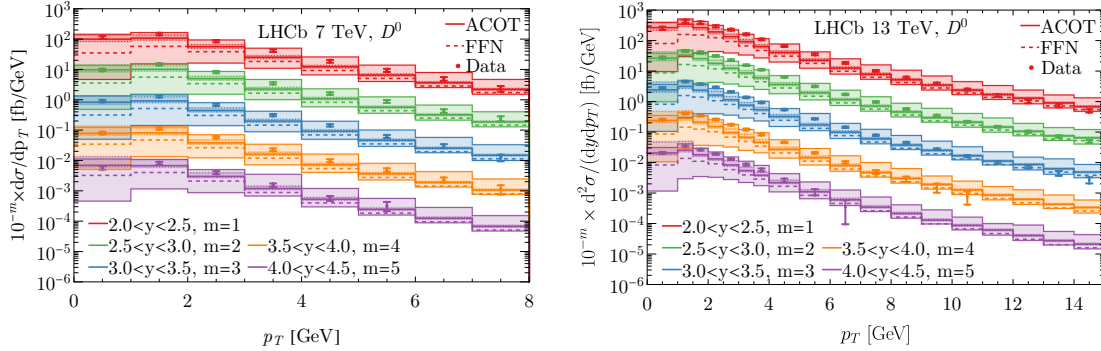 LHCb 7 TeV, D⁰
ACOT
FFN
Data
10⁻ᵐ×dσ/dp_T [fb/GeV]
10³
10²
10¹
10⁰
10⁻¹
10⁻²
10⁻³
10⁻⁴
10⁻⁵
10⁻⁶
2.0<y<2.5, m=1
2.5<y<3.0, m=2
3.5<y<4.0, m=4
3.0<y<3.5, m=3
4.0<y<4.5, m=5
0 2 4 6 8
p_T [GeV]
LHCb 13 TeV, D⁰
ACOT
FFN
Data
10⁻ᵐ × d²σ/(dydp_T) [fb/GeV]
10³
10²
10¹
10⁰
10⁻¹
10⁻²
10⁻³
10⁻⁴
10⁻⁵
10⁻⁶
2.0<y<2.5, m=1
2.5<y<3.0, m=2
3.5<y<4.0, m=4
3.0<y<3.5, m=3
4.0<y<4.5, m=5
0 2 4 6 8 10 12 14
p_T [GeV]